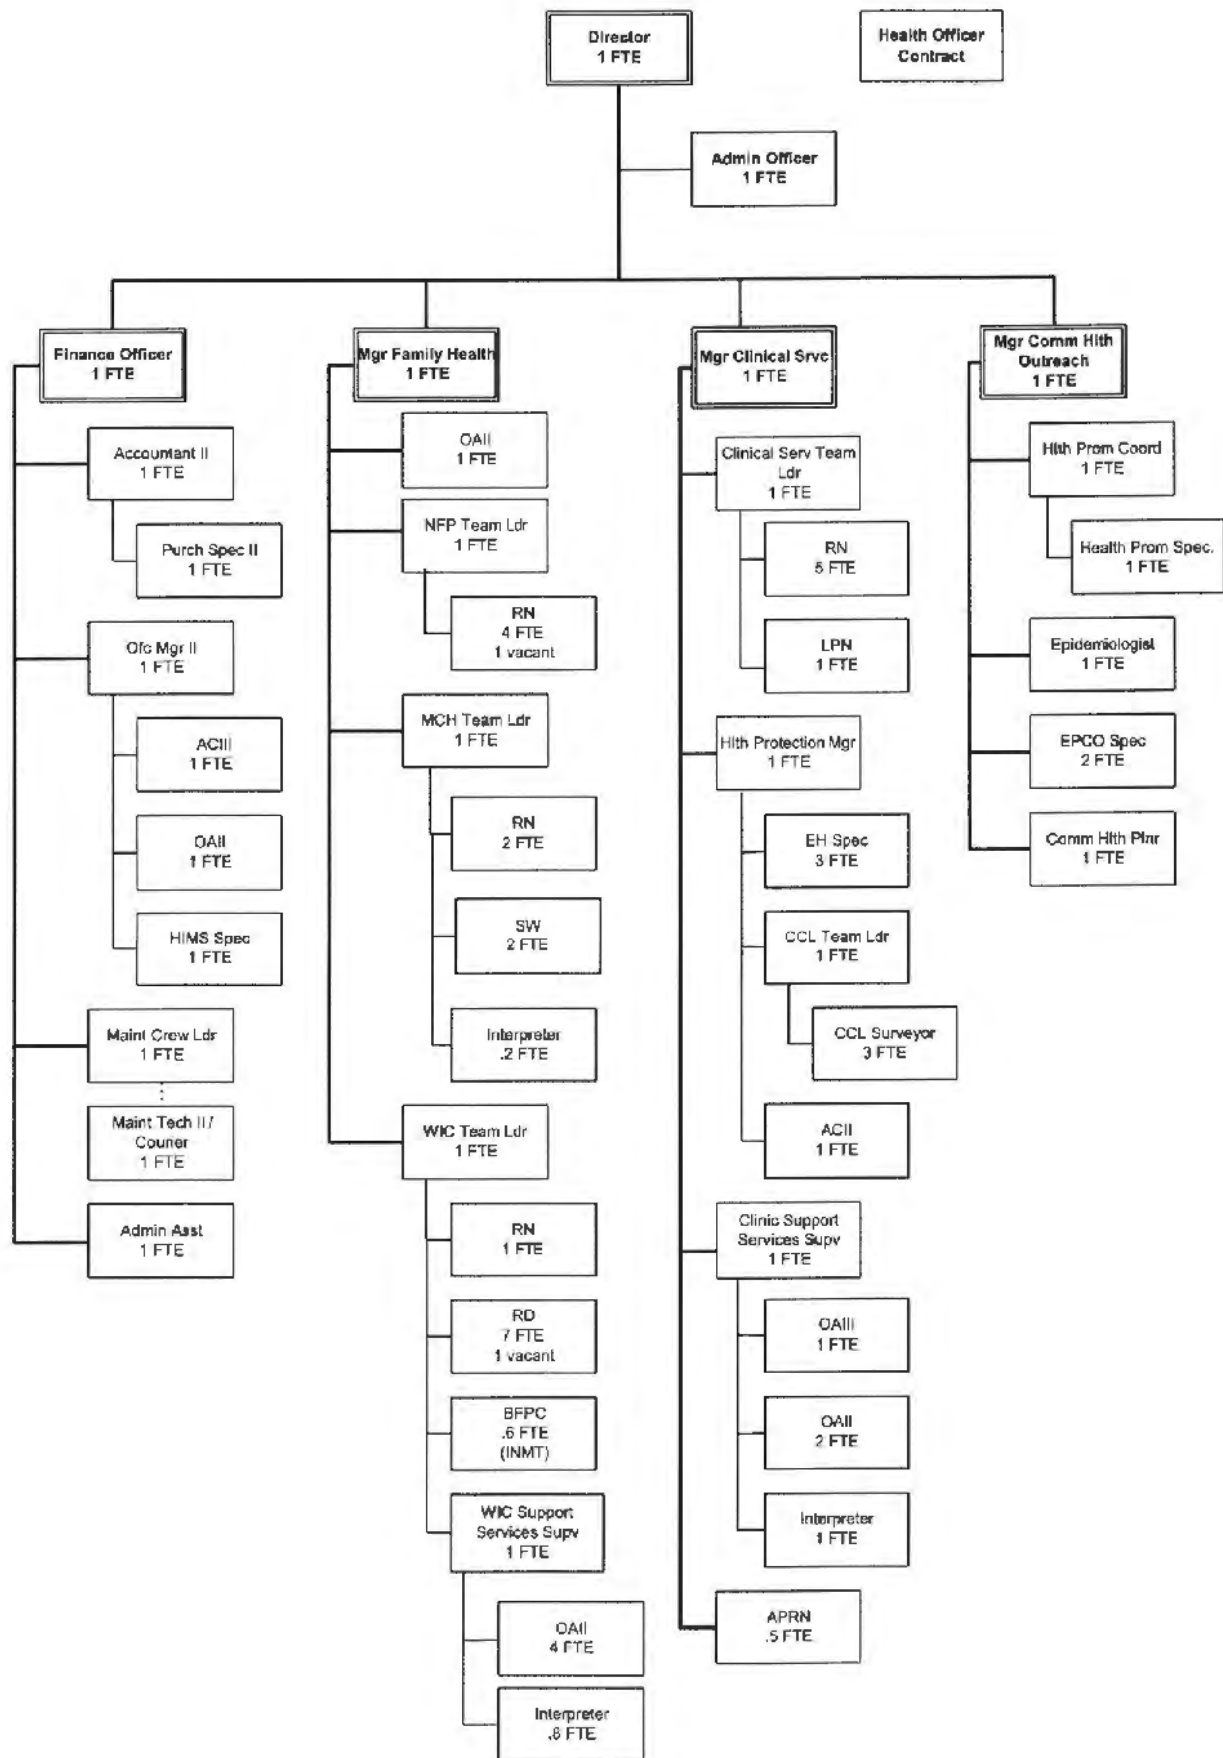 Director
1 FTE
Health Officer
Contract
Admin Officer
1 FTE
Finance Officer
1 FTE
Accountant II
1 FTE
Purch Spec II
1 FTE
Ofc Mgr II
1 FTE
ACIII
1 FTE
OAII
1 FTE
HIMS Spec
1 FTE
Maint Crew Ldr
1 FTE
Maint Tech II /
Courier
1 FTE
Admin Asst
1 FTE
Mgr Family Health
1 FTE
OAII
1 FTE
NFP Team Ldr
1 FTE
RN
4 FTE
1 vacant
MCH Team Ldr
1 FTE
RN
2 FTE
SW
2 FTE
Interpreter
.2 FTE
WIC Team Ldr
1 FTE
RN
1 FTE
RD
7 FTE
1 vacant
BFPC
.6 FTE
(INMT)
WIC Support
Services Supv
1 FTE
OAII
4 FTE
Interpreter
.8 FTE
Mgr Clinical Srvc
1 FTE
Clinical Serv Team
Ldr
1 FTE
RN
5 FTE
LPN
1 FTE
Hlth Protection Mgr
1 FTE
EH Spec
3 FTE
CCL Team Ldr
1 FTE
CCL Surveyor
3 FTE
ACII
1 FTE
Clinic Support
Services Supv
1 FTE
OAIII
1 FTE
OAII
2 FTE
Interpreter
1 FTE
APRN
.5 FTE
Mgr Comm Hlth
Outreach
1 FTE
Hlth Prom Coord
1 FTE
Health Prom Spec.
1 FTE
Epidemiologist
1 FTE
EPCO Spec
2 FTE
Comm Hlth Plnr
1 FTE